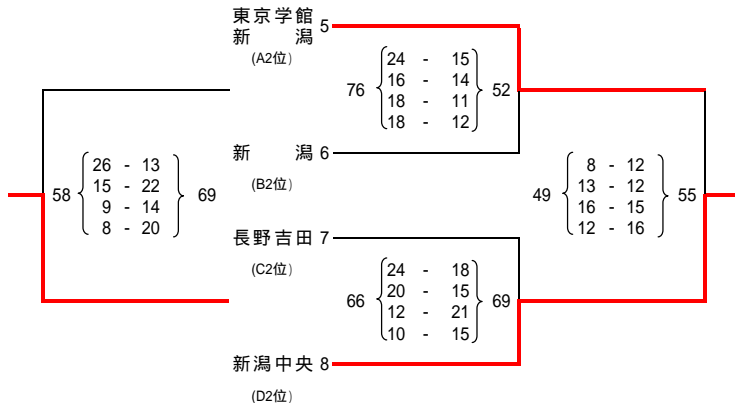 東京学館 5
新 潟
(A2位)
76 24 - 15 52
16 - 14
18 - 11
18 - 12
新 潟 6
(B2位)
58 26 - 13 69
15 - 22
9 - 14
8 - 20
49 8 - 12 55
13 - 12
16 - 15
12 - 16
長野吉田 7
(C2位)
66 24 - 18 69
20 - 15
12 - 21
10 - 15
新潟中央 8
(D2位)